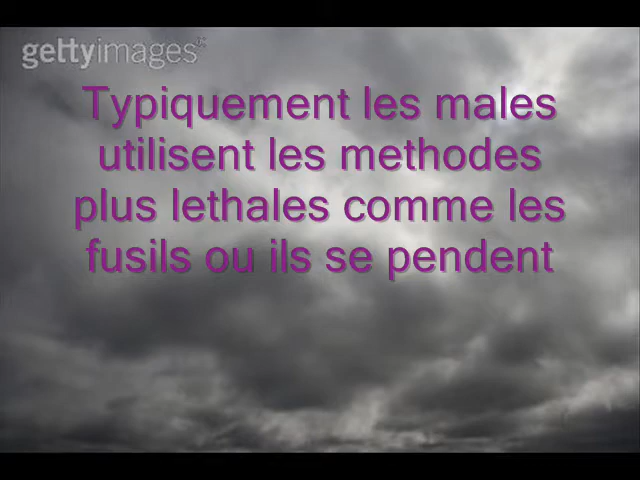 gettyimages
Typiquement les males
utilisent les methodes
plus lethales comme les
fusils ou ils se pendent